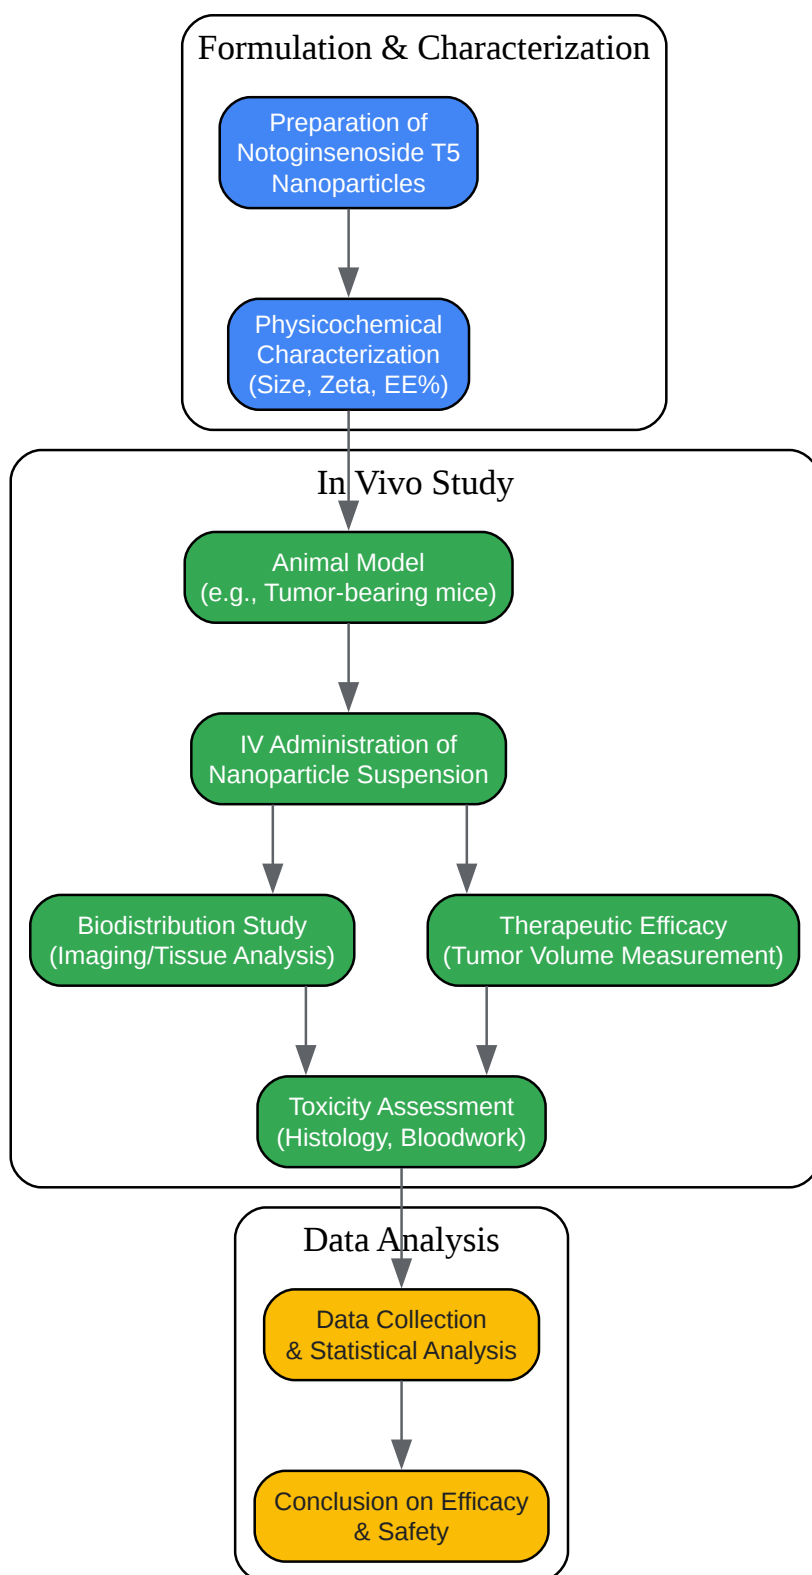 Formulation & Characterization
Preparation of
Notoginsenoside T5
Nanoparticles
Physicochemical
Characterization
(Size, Zeta, EE%)
In Vivo Study
Animal Model
(e.g., Tumor-bearing mice)
IV Administration of
Nanoparticle Suspension
Biodistribution Study
(Imaging/Tissue Analysis)
Therapeutic Efficacy
(Tumor Volume Measurement)
Toxicity Assessment
(Histology, Bloodwork)
Data Analysis
Data Collection
& Statistical Analysis
Conclusion on Efficacy
& Safety